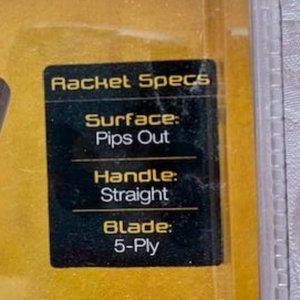 Racket Specs
Surface:
Pips Out
Handle:
Straight
Blade:
5-Ply